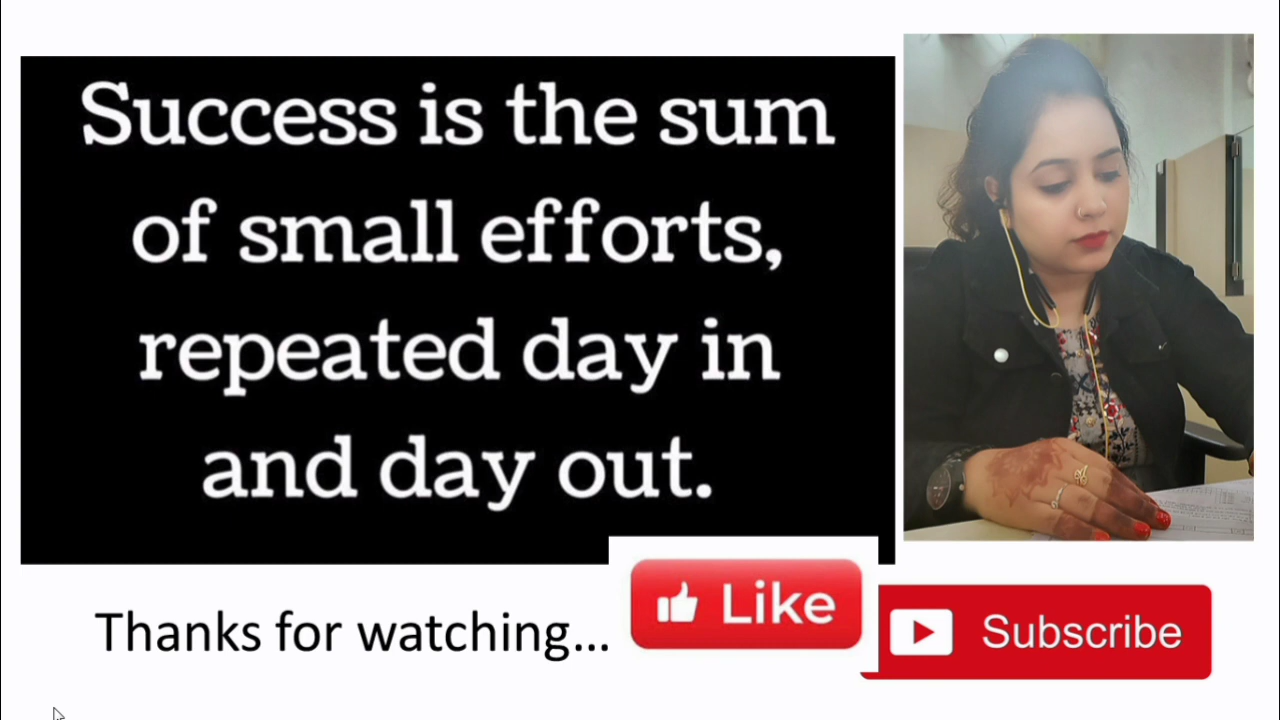 Success is the sum
of small efforts,
repeated day in
and day out.
Thanks for watching...
Like
Subscribe